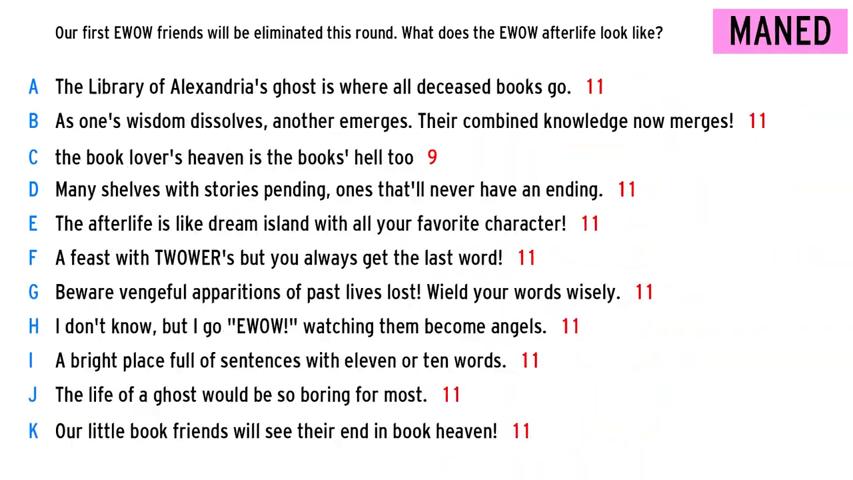 Our first EWOW friends will be eliminated this round. What does the EWOW afterlife look like?
MANED
A The Library of Alexandria's ghost is where all deceased books go. 11
B As one's wisdom dissolves, another emerges. Their combined knowledge now merges! 11
C the book lover's heaven is the books' hell too 9
D Many shelves with stories pending, ones that'll never have an ending. 11
E The afterlife is like dream island with all your favorite character! 11
F A feast with TWOWER's but you always get the last word! 11
G Beware vengeful apparitions of past lives lost! Wield your words wisely. 11
H I don't know, but I go "EWOW!" watching them become angels. 11
I A bright place full of sentences with eleven or ten words. 11
J The life of a ghost would be so boring for most. 11
K Our little book friends will see their end in book heaven! 11